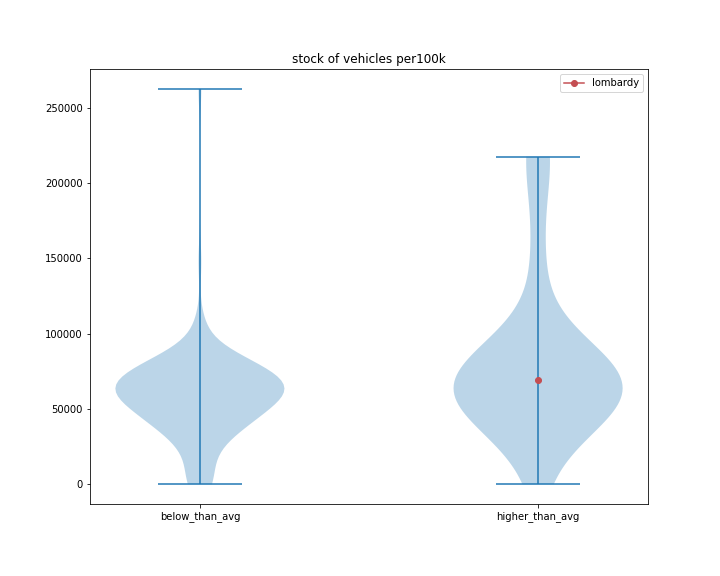 stock of vehicles per100k
lombardy
250000
200000
150000
100000
50000
0
below_than_avg
higher_than_avg